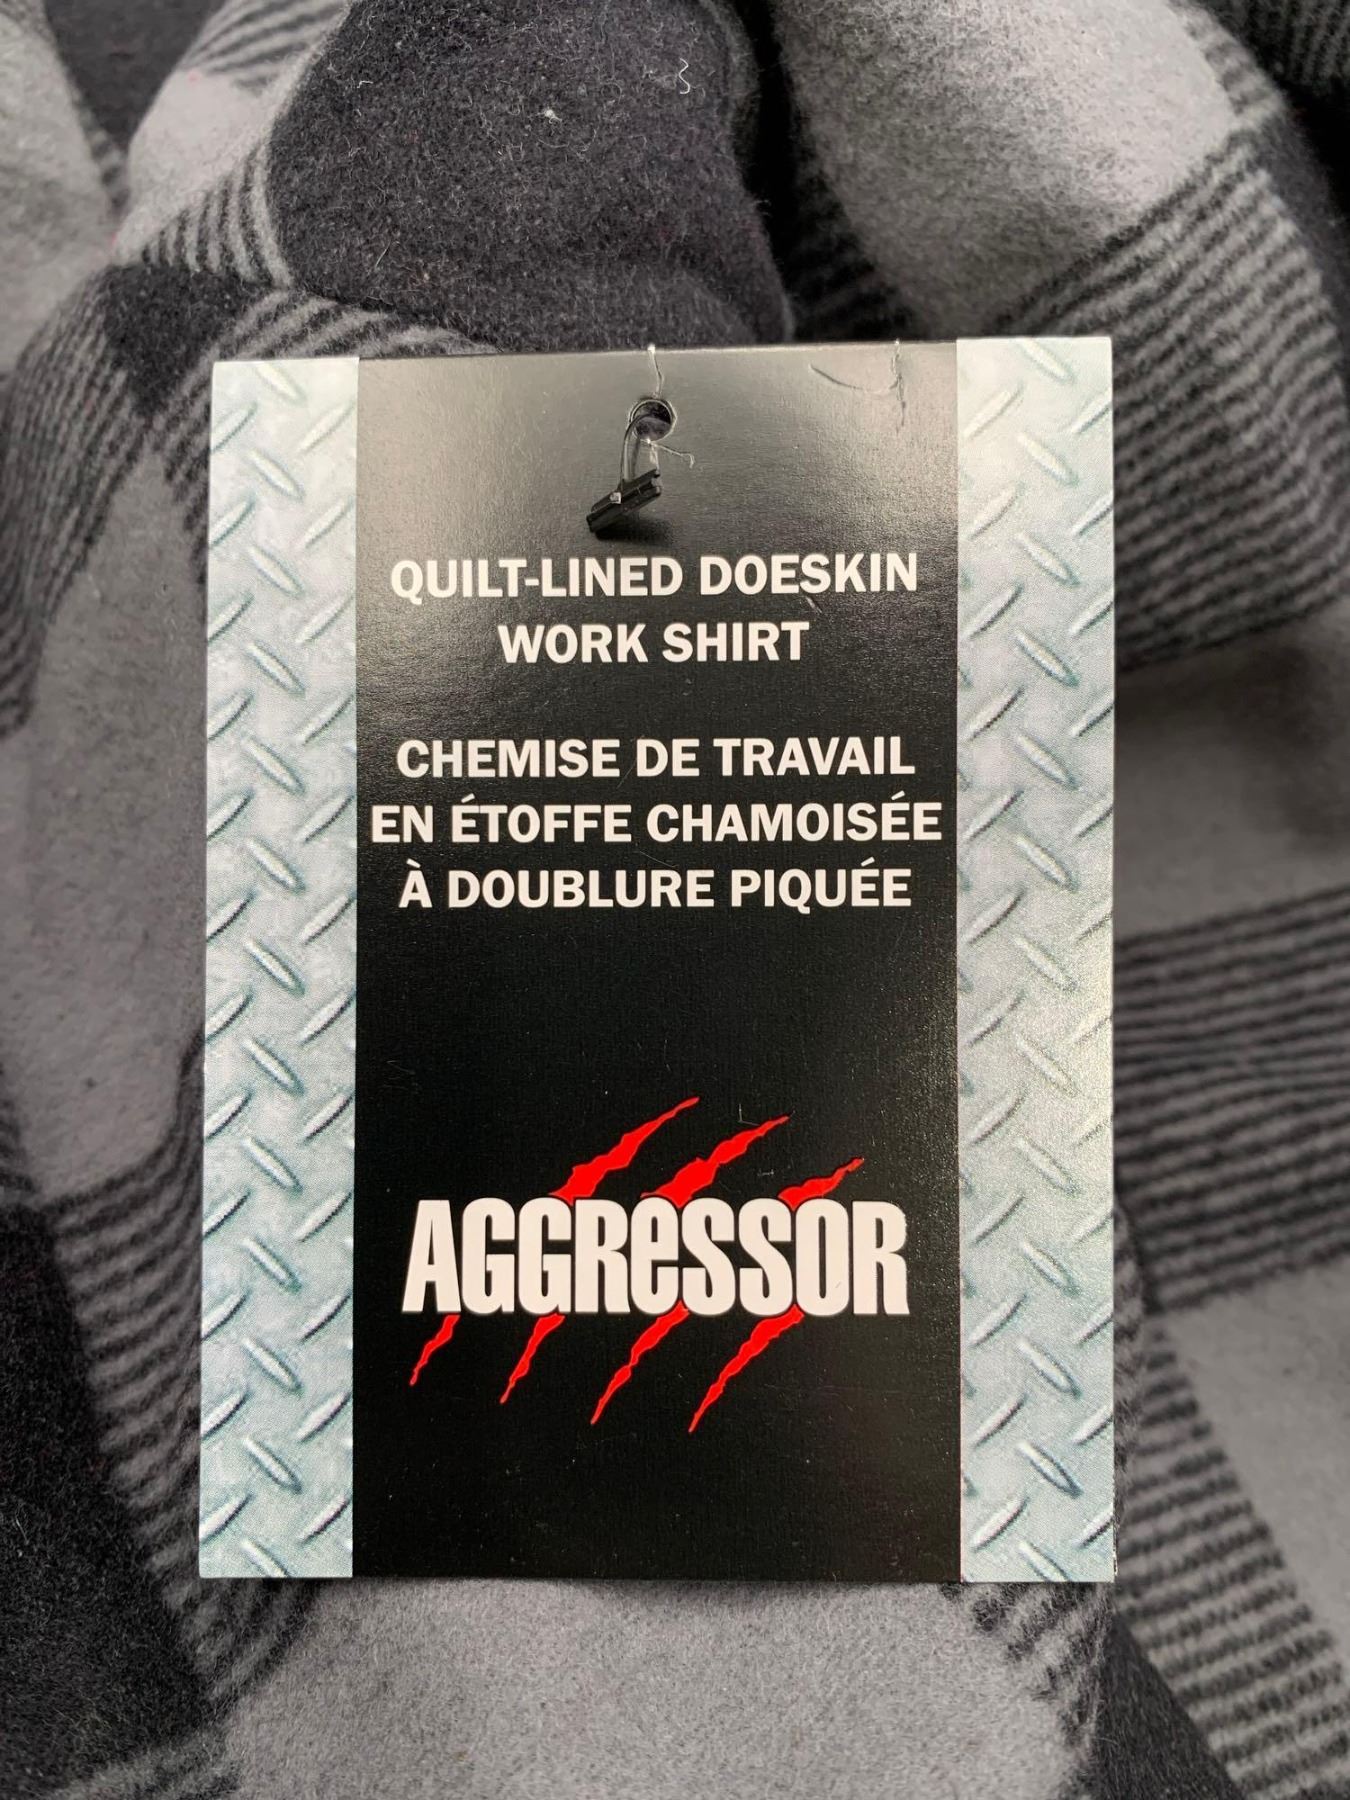 QUILT-LINED DOESKIN
WORK SHIRT
CHEMISE DE TRAVAIL
EN ÉTOFFE CHAMOISÉE
À DOUBLURE PIQUÉE
AGGReSSOR